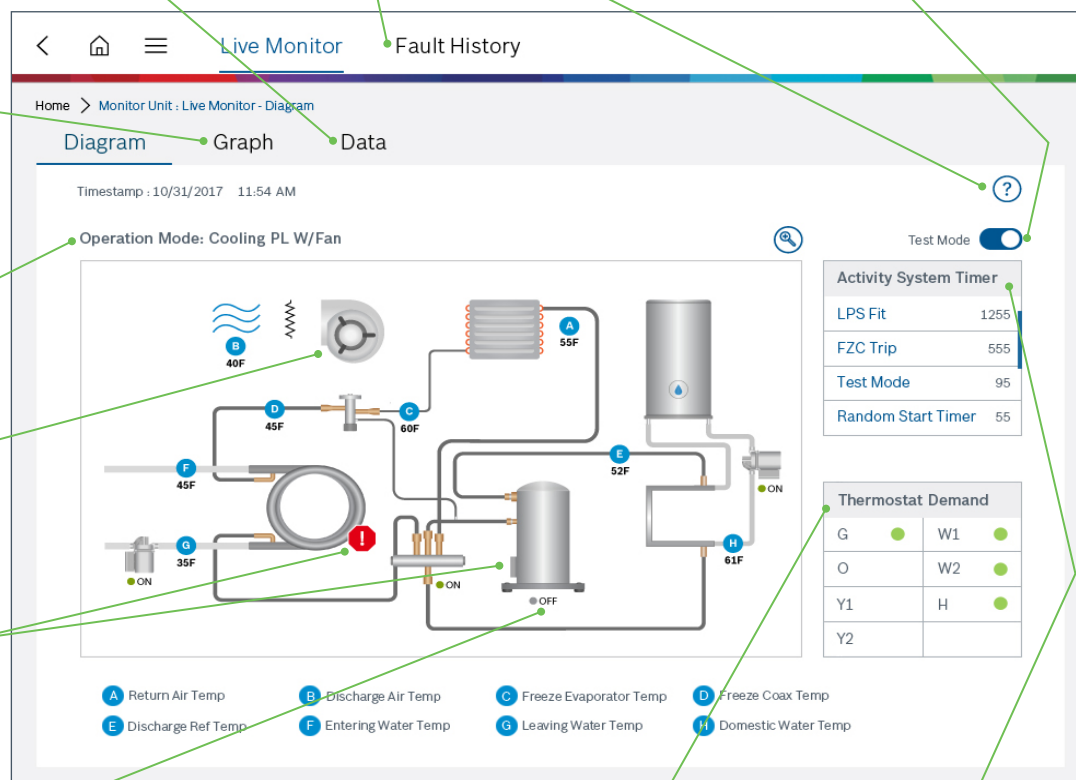 Live Monitor
Fault History
Home > Monitor Unit : Live Monitor - Diagram
Diagram
Graph
Data
Timestamp : 10/31/2017 11:54 AM
?
Operation Mode: Cooling PL W/Fan
Test Mode
Activity System Timer
LPS Fit 1255
FZC Trip 555
Test Mode 95
Random Start Timer 55
B
40F
A
55F
D
45F
C
60F
E
52F
F
45F
ON
G
35F
!
H
61F
ON
ON
OFF
Thermostat Demand
G W1
O W2
Y1 H
Y2
A Return Air Temp
B Discharge Air Temp
C Freeze Evaporator Temp
D Freeze Coax Temp
E Discharge Ref Temp
F Entering Water Temp
G Leaving Water Temp
H Domestic Water Temp